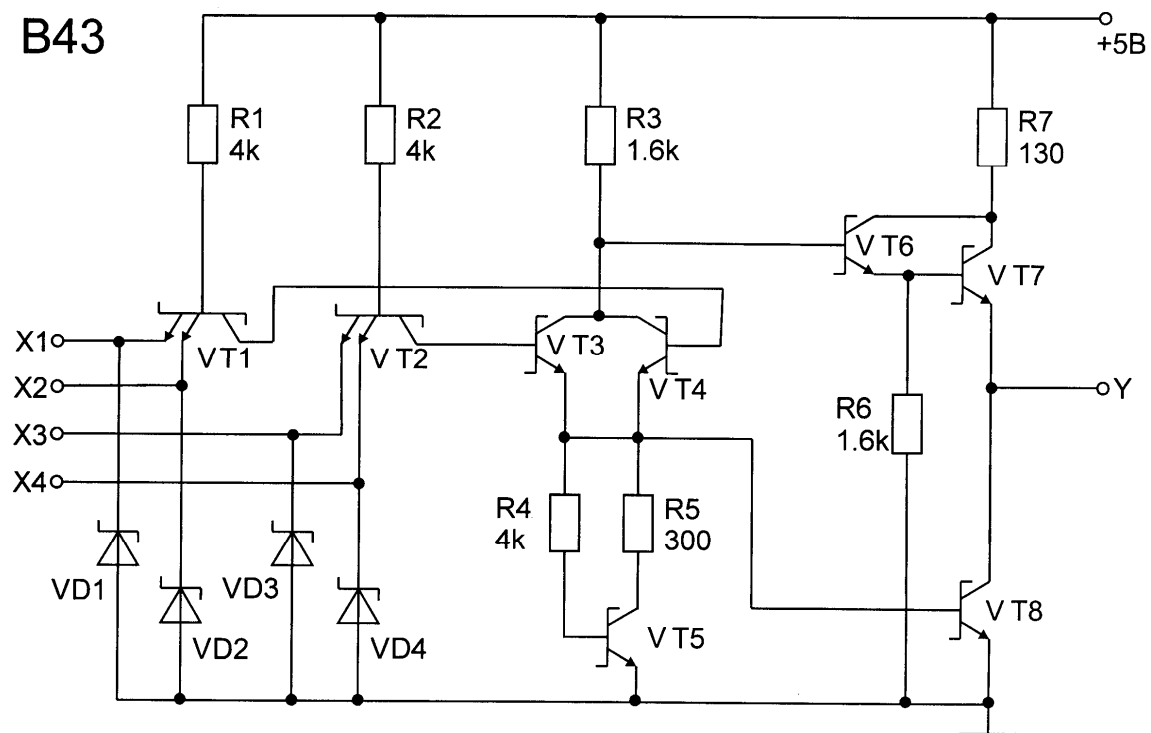 B43
+5В
R1
4k
R2
4k
R3
1.6k
R7
130
VT6
VT7
X1
VT1
VT2
VT3
VT4
X2
X3
X4
Y
R6
1.6k
R4
4k
R5
300
VD1
VD2
VD3
VD4
VT5
VT8